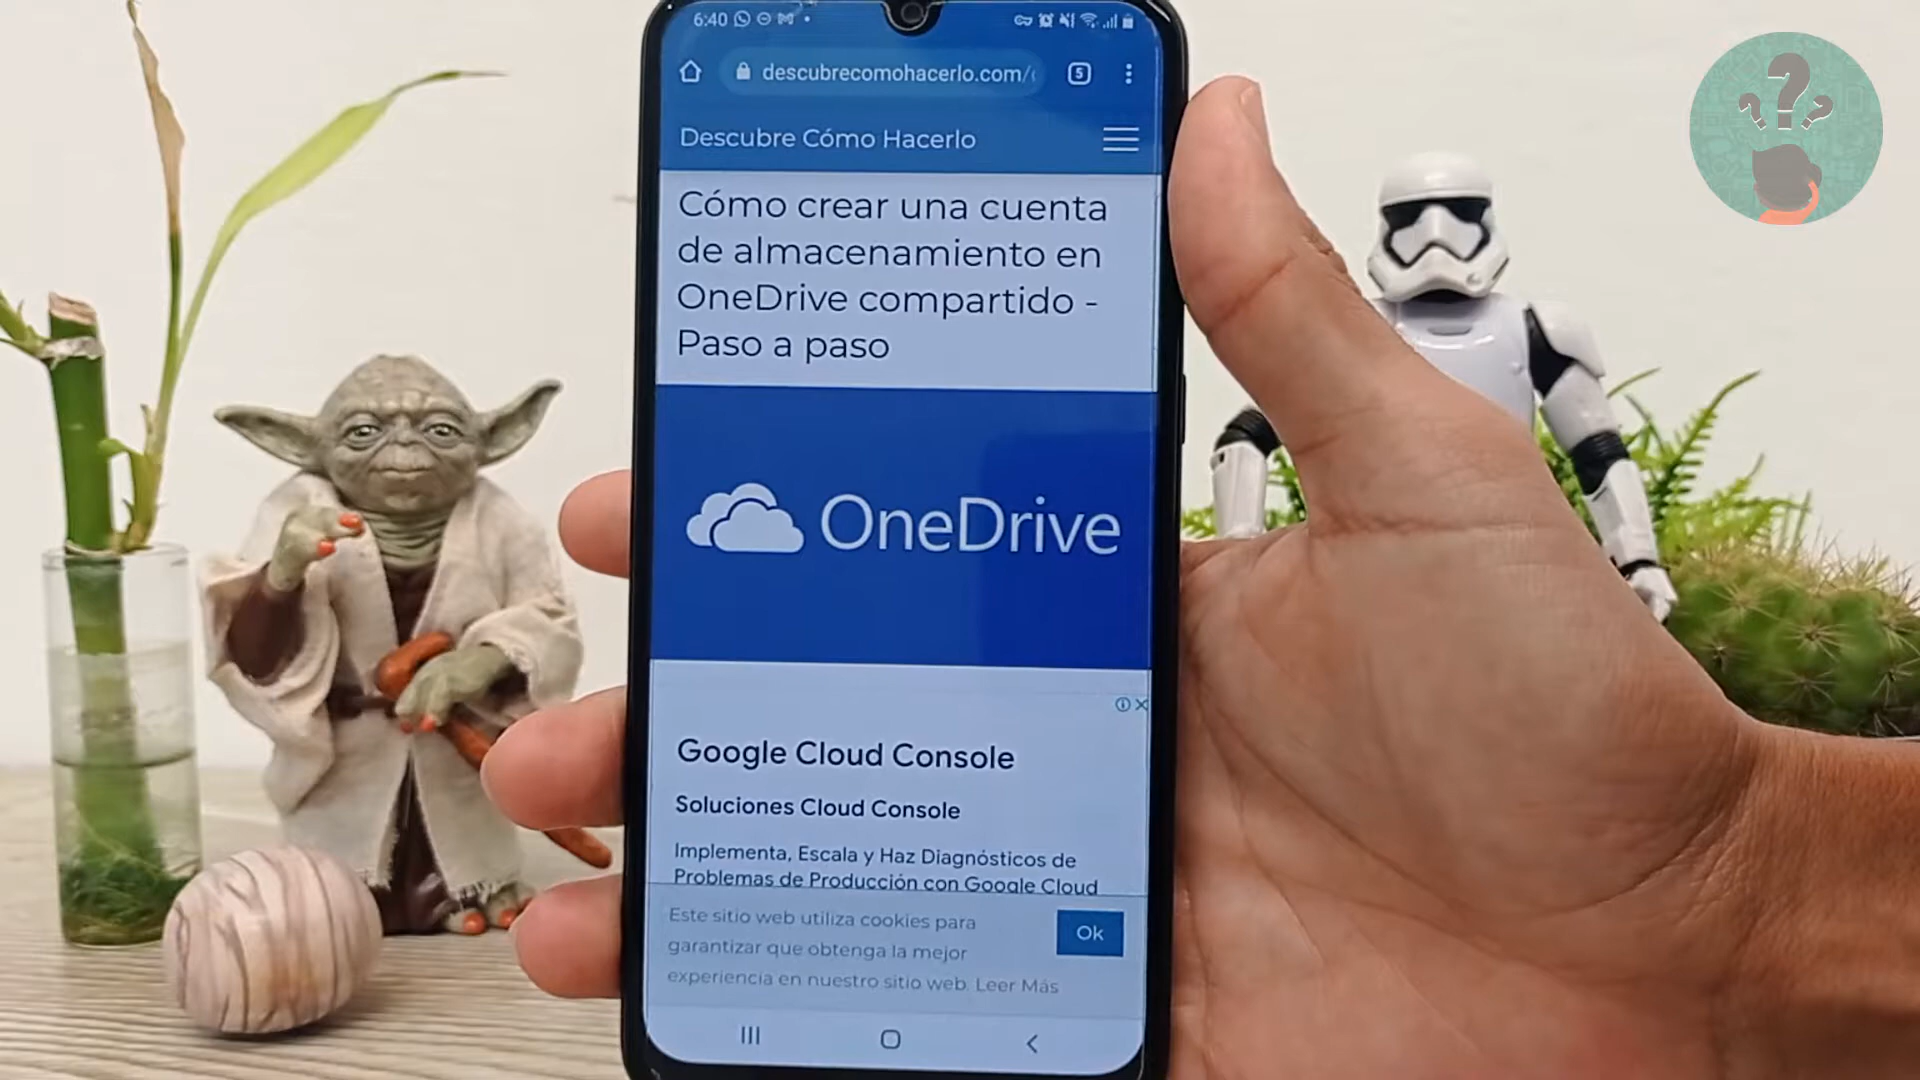 6:40
descubrecomohacerlo.com/
5
Descubre Cómo Hacerlo
Cómo crear una cuenta
de almacenamiento en
OneDrive compartido -
Paso a paso
OneDrive
Google Cloud Console
Soluciones Cloud Console
Implementa, Escala y Haz Diagnósticos de
Problemas de Producción con Google Cloud
Este sitio web utiliza cookies para
garantizar que obtenga la mejor
experiencia en nuestro sitio web. Leer Más
Ok